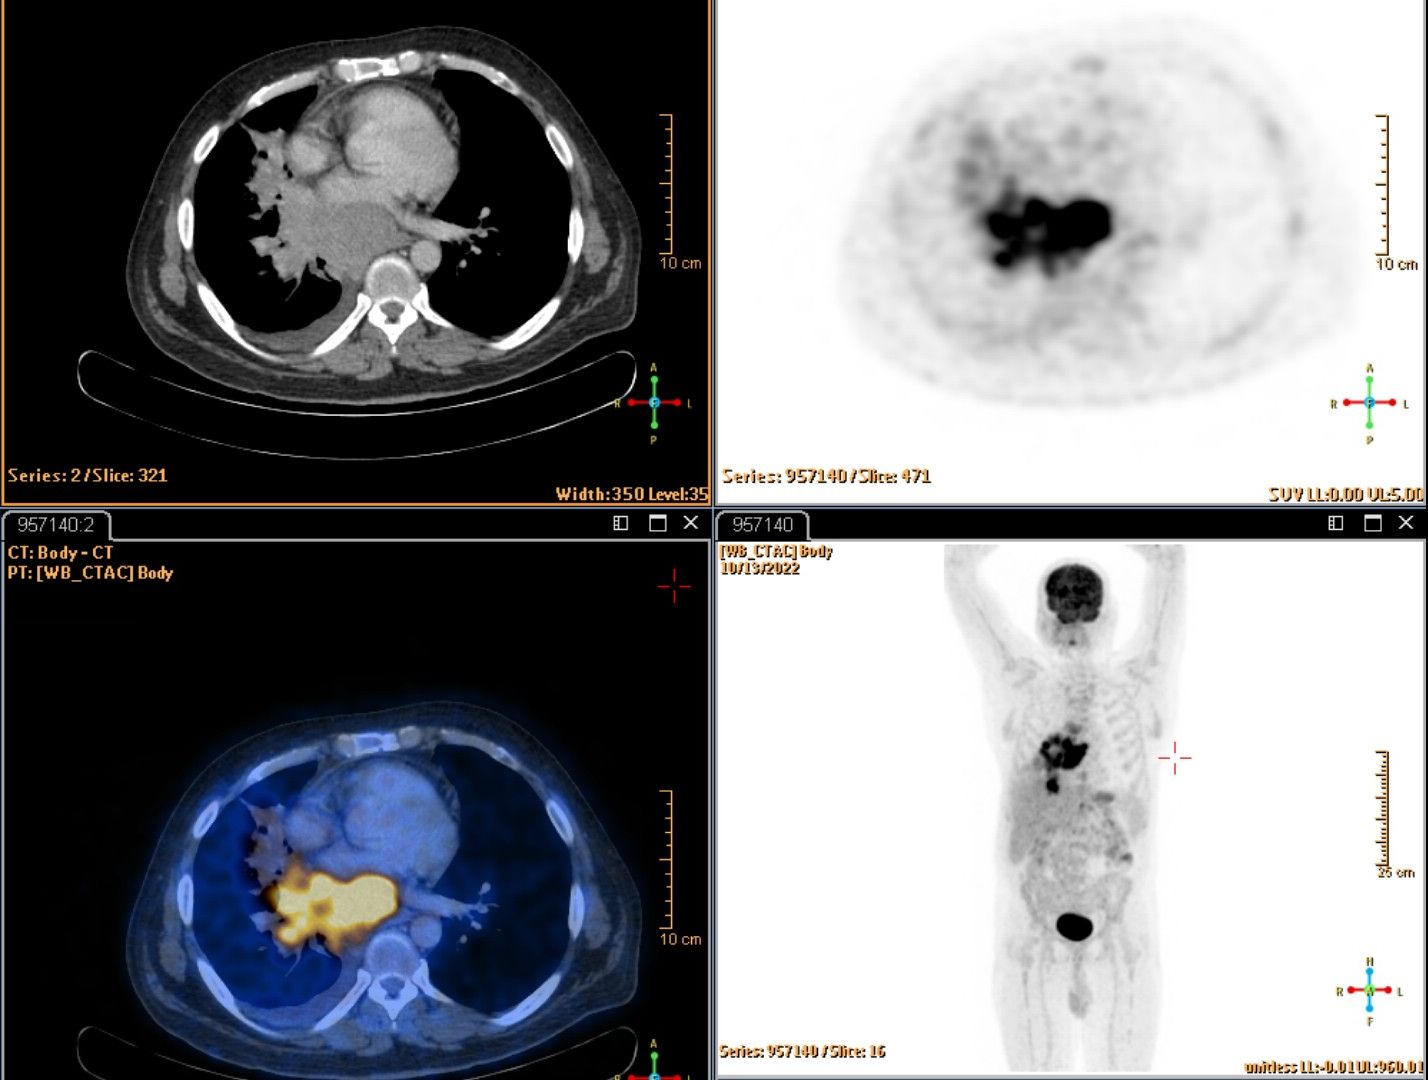 10 cm
A
R L
P
Series: 2 / Slice: 321
Width:350 Level:35
10 cm
A
R L
P
Series: 957140 / Slice: 471
SUV LL:0.00 UL:5.00
957140:2
CT: Body - CT
PT: [WB_CTAC] Body
10 cm
A
R L
957140
[WB_CTAC] Body
10/13/2022
25 cm
H
R L
F
Series: 957140 / Slice: 16
unitless LL:-0.01 UL:960.01